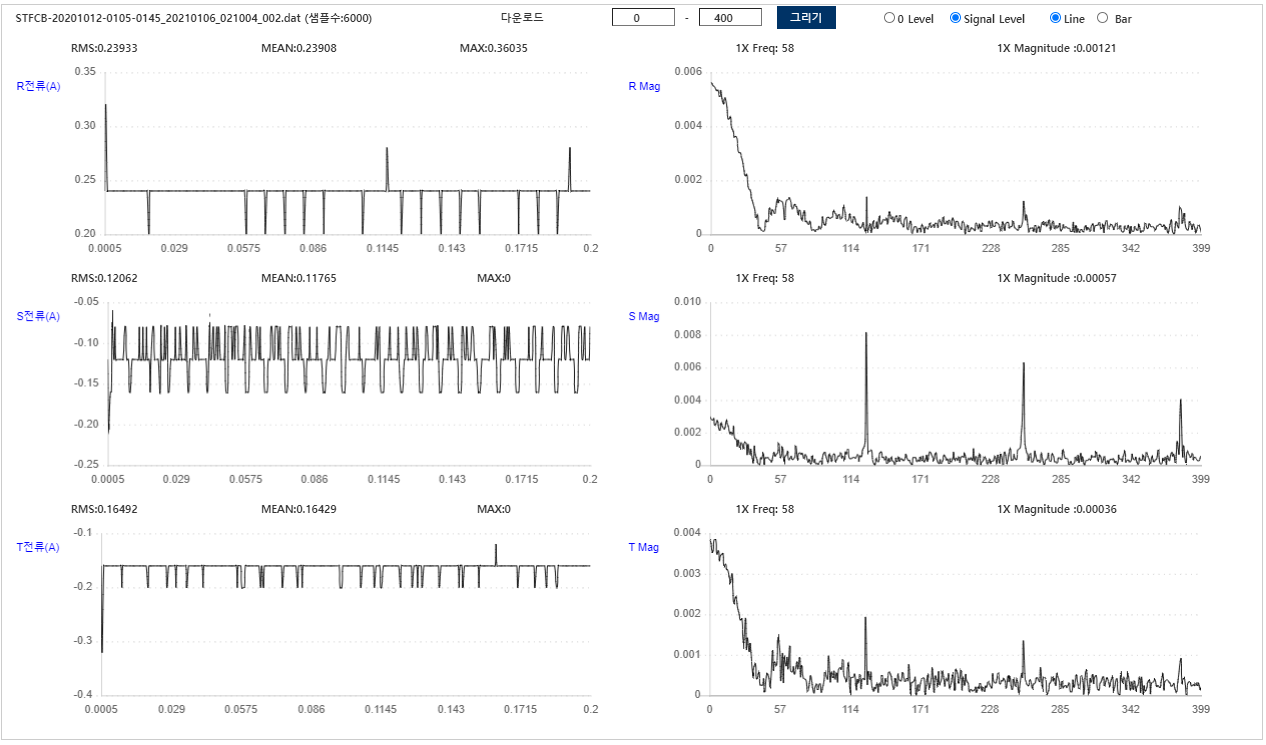 STFCB-20201012-0105-0145_20210106_021004_002.dat (샘플수:6000) 다운로드 0 - 400 그리기 0 Level Signal Level Line Bar
RMS:0.23933 MEAN:0.23908 MAX:0.36035 1X Freq: 58 1X Magnitude :0.00121
R전류(A) R Mag
0.35
0.30
0.25
0.20
0.0005 0.029 0.0575 0.086 0.1145 0.143 0.1715 0.2
0.006
0.004
0.002
0
0 57 114 171 228 285 342 399
RMS:0.12062 MEAN:0.11765 MAX:0 1X Freq: 58 1X Magnitude :0.00057
S전류(A) S Mag
-0.05
-0.10
-0.15
-0.20
-0.25
0.0005 0.029 0.0575 0.086 0.1145 0.143 0.1715 0.2
0.010
0.008
0.006
0.004
0.002
0
0 57 114 171 228 285 342 399
RMS:0.16492 MEAN:0.16429 MAX:0 1X Freq: 58 1X Magnitude :0.00036
T전류(A) T Mag
-0.1
-0.2
-0.3
-0.4
0.0005 0.029 0.0575 0.086 0.1145 0.143 0.1715 0.2
0.004
0.003
0.002
0.001
0
0 57 114 171 228 285 342 399